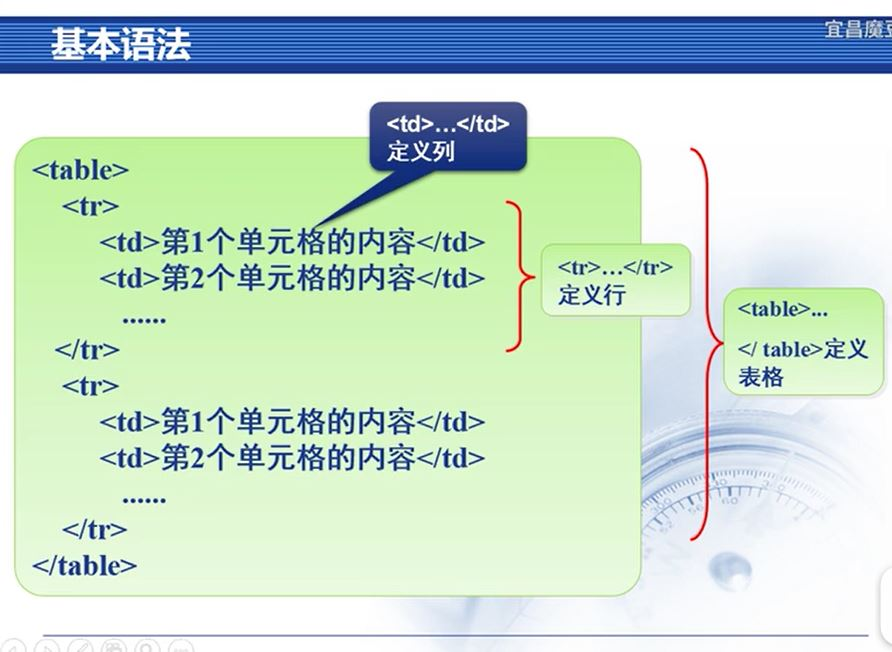 宜昌魔
基本语法
<td>…</td>
定义列
<table>
<tr>
<td>第1个单元格的内容</td>
<td>第2个单元格的内容</td>
......
</tr>
<tr>
<td>第1个单元格的内容</td>
<td>第2个单元格的内容</td>
......
</tr>
</table>
<tr>…</tr>
定义行
<table>...
</ table>定义
表格